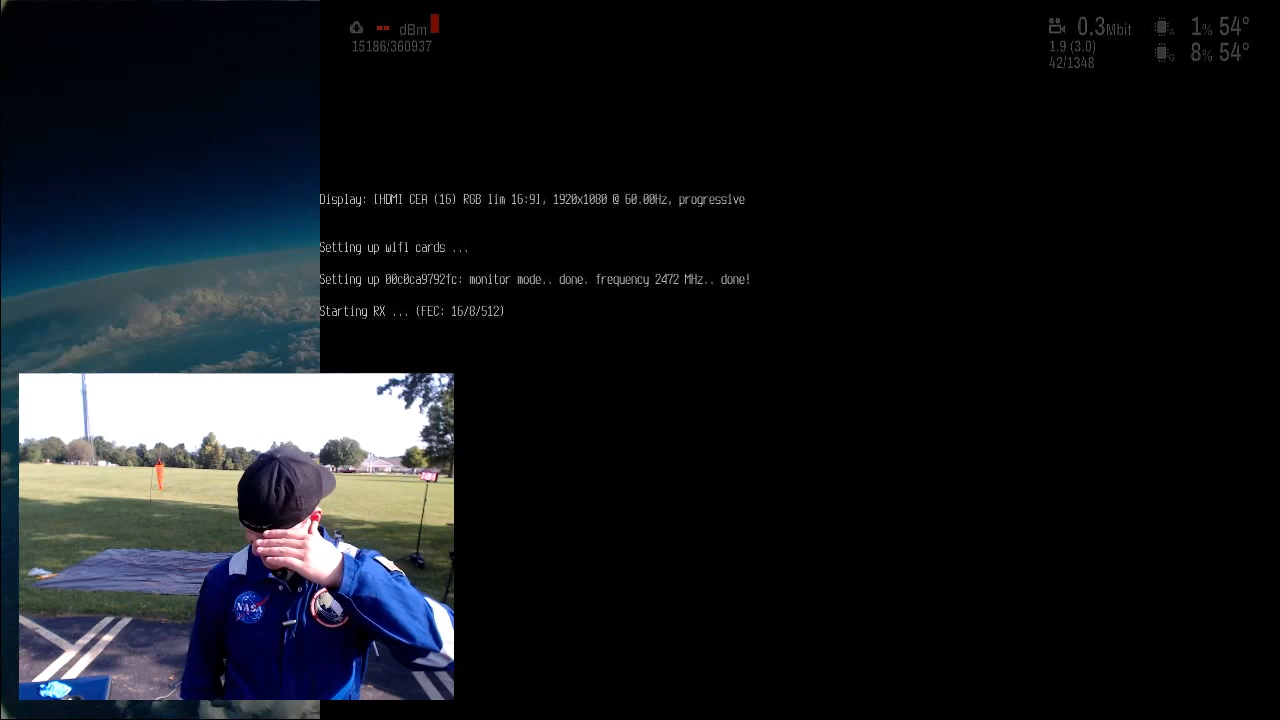 -- dBm
15186/360937
0.3Mbit
1.9 (3.0)
42/1348
A 1% 54°
G 8% 54°
Display: [HDMI CEA (16) RGB lim 16:9], 1920x1080 @ 60.00Hz, progressive
Setting up wifi cards ...
Setting up 00c0ca9792fc: monitor mode.. done. frequency 2472 MHz.. done!
Starting RX ... (FEC: 16/8/512)
NASA